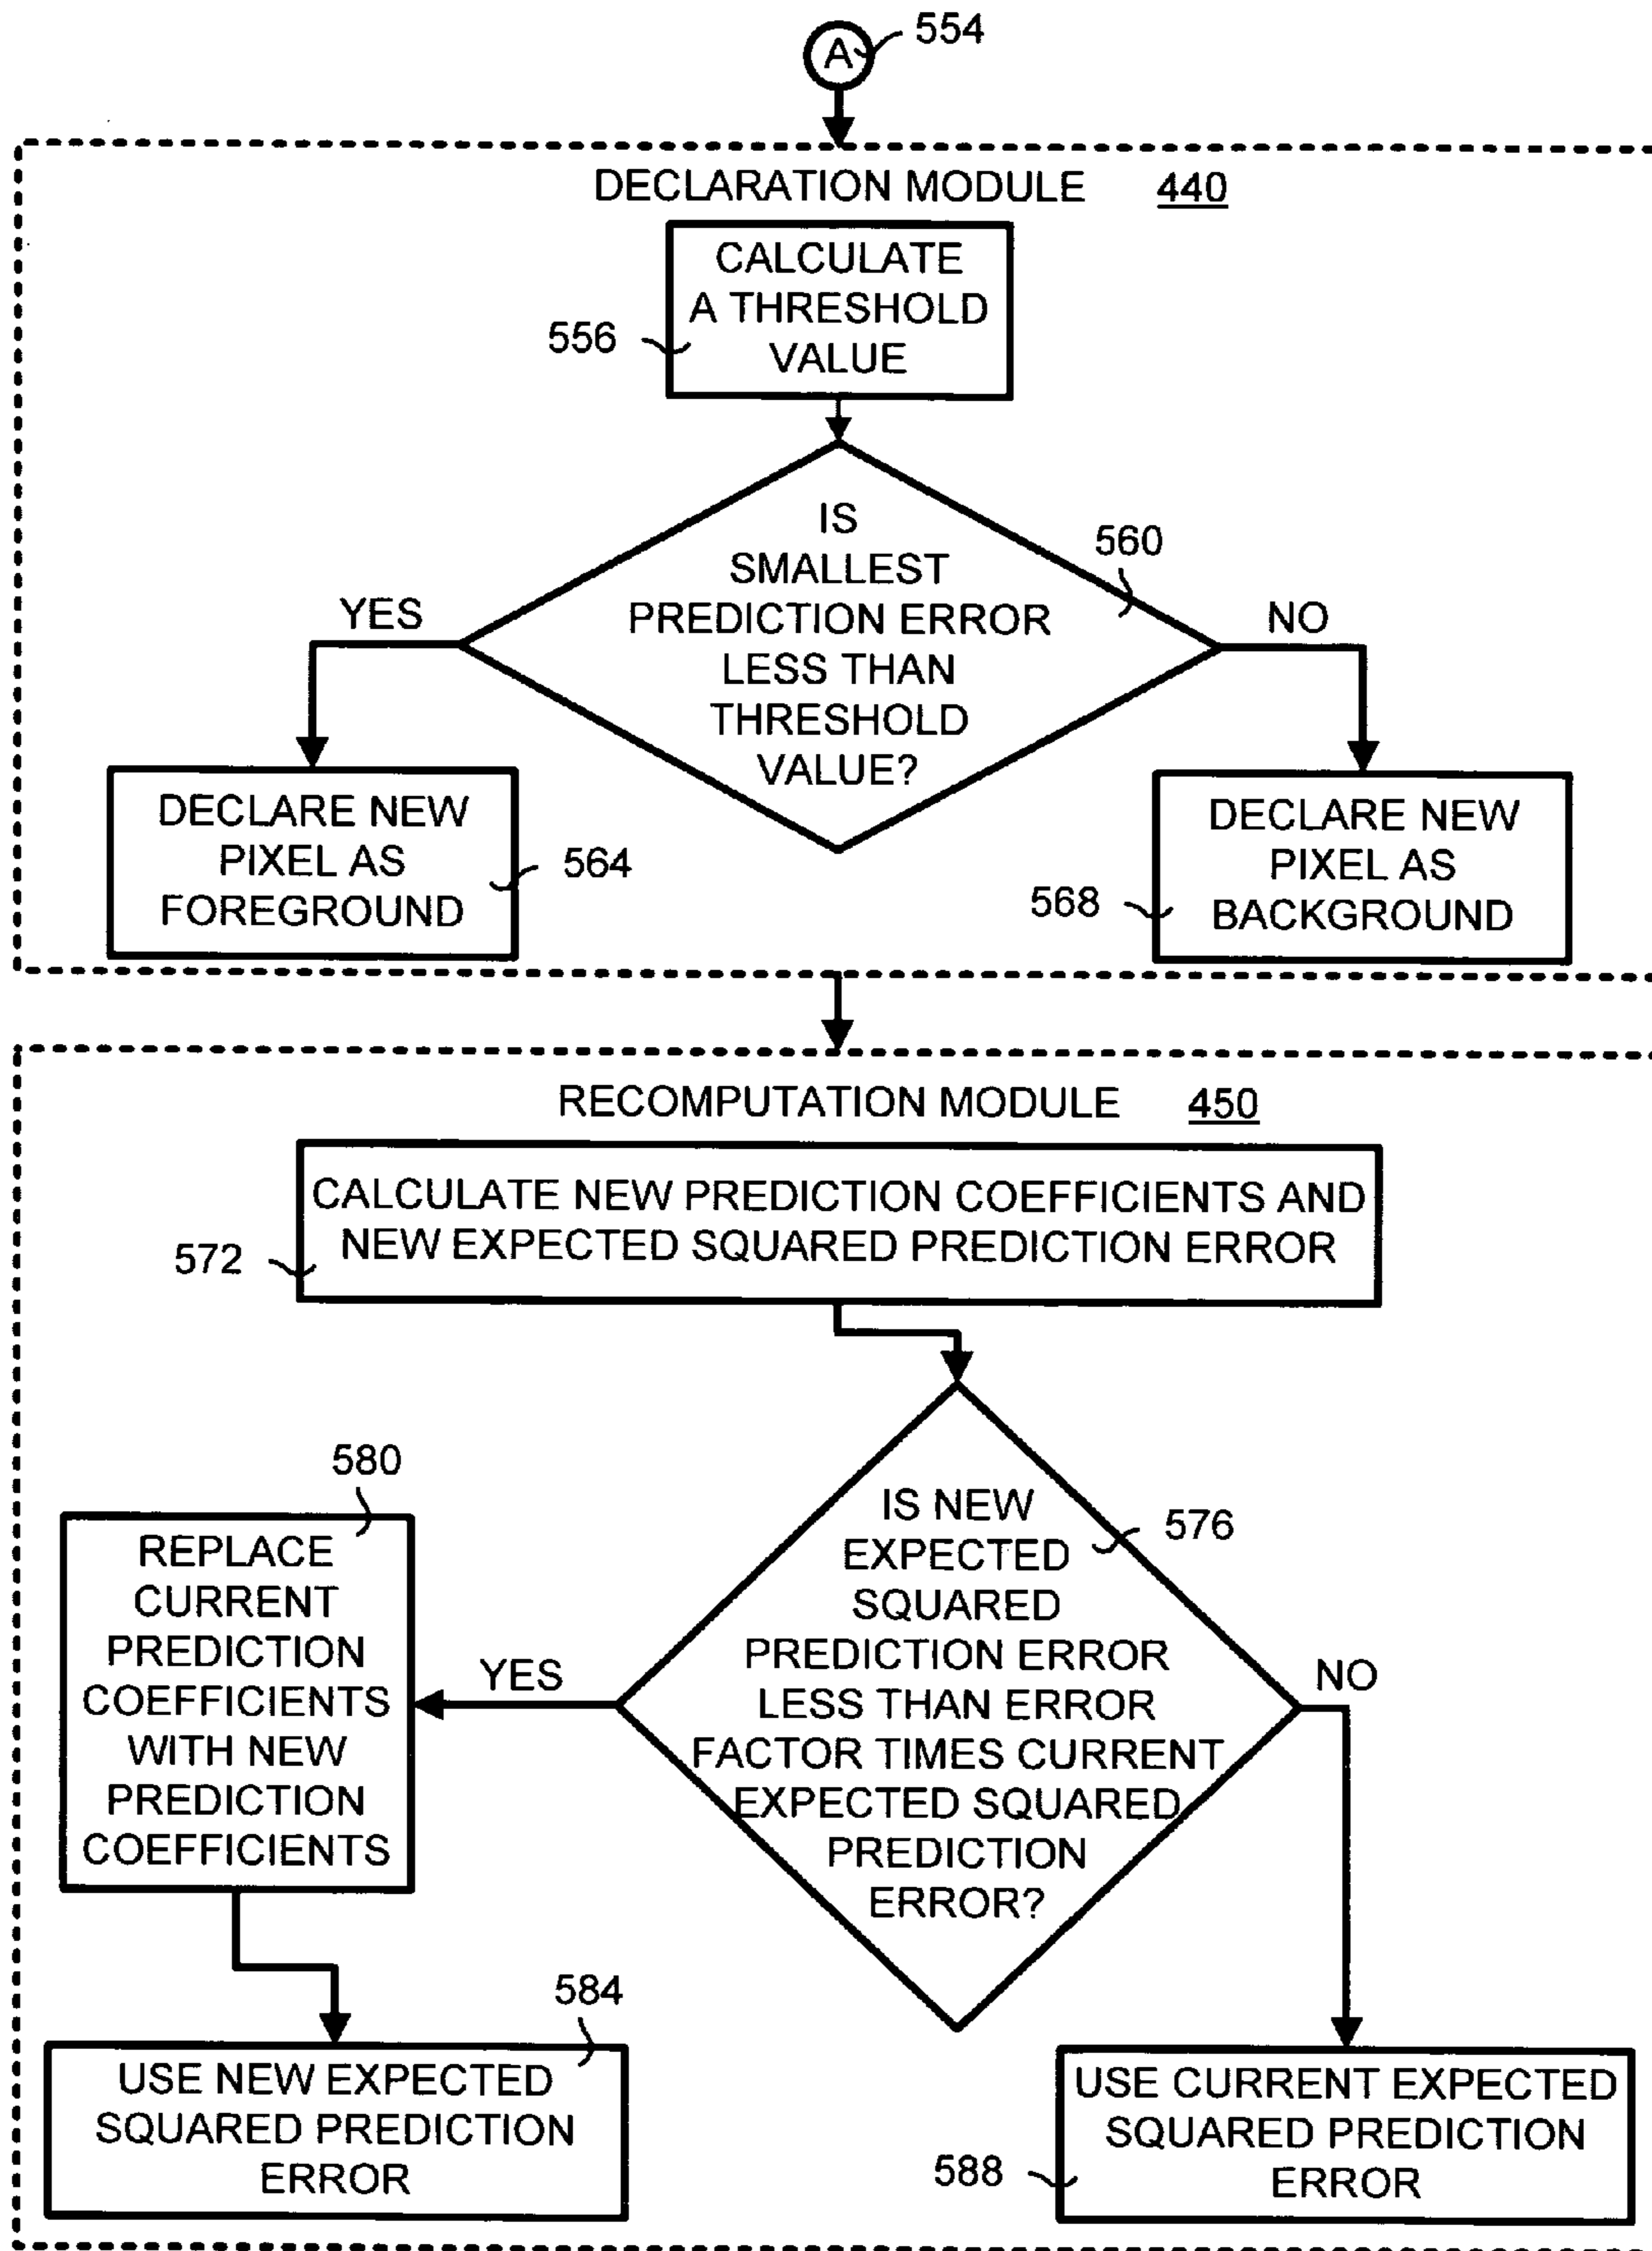 A
554
DECLARATION MODULE 440
CALCULATE
A THRESHOLD
VALUE
556
IS
SMALLEST
PREDICTION ERROR
LESS THAN
THRESHOLD
VALUE?
560
YES
NO
DECLARE NEW
PIXEL AS
FOREGROUND
564
DECLARE NEW
PIXEL AS
BACKGROUND
568
RECOMPUTATION MODULE 450
CALCULATE NEW PREDICTION COEFFICIENTS AND
NEW EXPECTED SQUARED PREDICTION ERROR
572
IS NEW
EXPECTED
SQUARED
PREDICTION ERROR
LESS THAN ERROR
FACTOR TIMES CURRENT
EXPECTED SQUARED
PREDICTION
ERROR?
576
YES
NO
580
REPLACE
CURRENT
PREDICTION
COEFFICIENTS
WITH NEW
PREDICTION
COEFFICIENTS
584
USE NEW EXPECTED
SQUARED PREDICTION
ERROR
USE CURRENT EXPECTED
SQUARED PREDICTION
ERROR
588